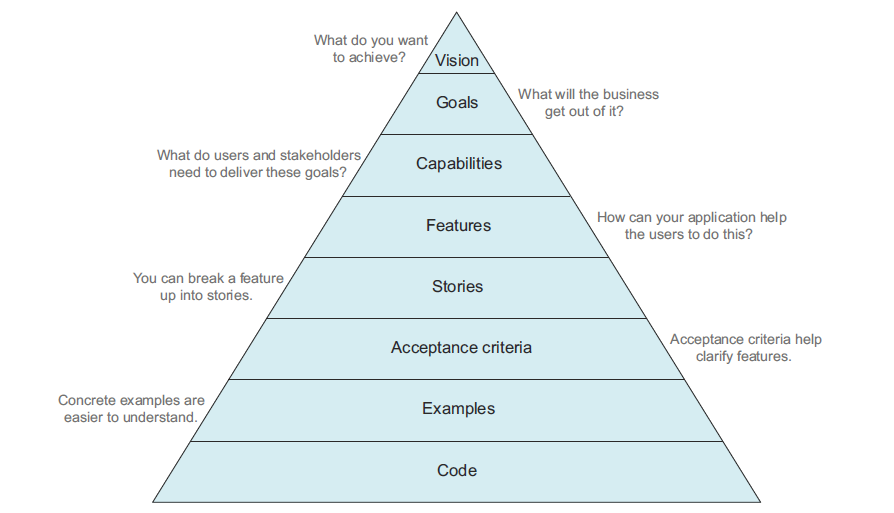 What do you want
to achieve?
Vision
Goals
What will the business
get out of it?
What do users and stakeholders
need to deliver these goals?
Capabilities
Features
How can your application help
the users to do this?
You can break a feature
up into stories.
Stories
Acceptance criteria
Acceptance criteria help
clarify features.
Concrete examples are
easier to understand.
Examples
Code